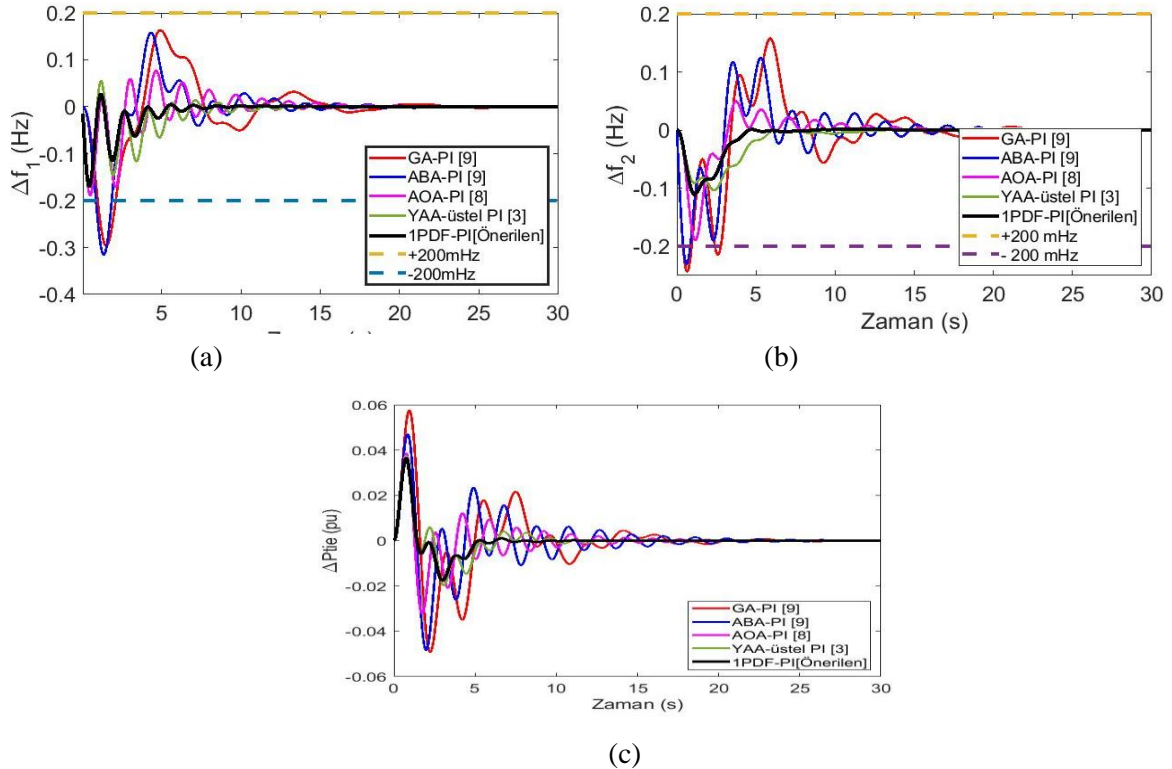 0.2
0.1
0
-0.1
-0.2
-0.3
-0.4
Δf1 (Hz)
0
5
10
15
20
25
30
GA-PI [9]
ABA-PI [9]
AOA-PI [8]
YAA-üstel PI [3]
1PDF-PI[Önerilen]
+200mHz
-200mHz
(a)
0.2
0.1
0
-0.1
-0.2
Δf2 (Hz)
0
5
10
15
20
25
30
Zaman (s)
GA-PI [9]
ABA-PI [9]
AOA-PI [8]
YAA-üstel PI [3]
1PDF-PI[Önerilen]
+200 mHz
- 200 mHz
(b)
0.06
0.04
0.02
0
-0.02
-0.04
-0.06
ΔPtie (pu)
0
5
10
15
20
25
30
Zaman (s)
GA-PI [9]
ABA-PI [9]
AOA-PI [8]
YAA-üstel PI [3]
1PDF-PI[Önerilen]
(c)